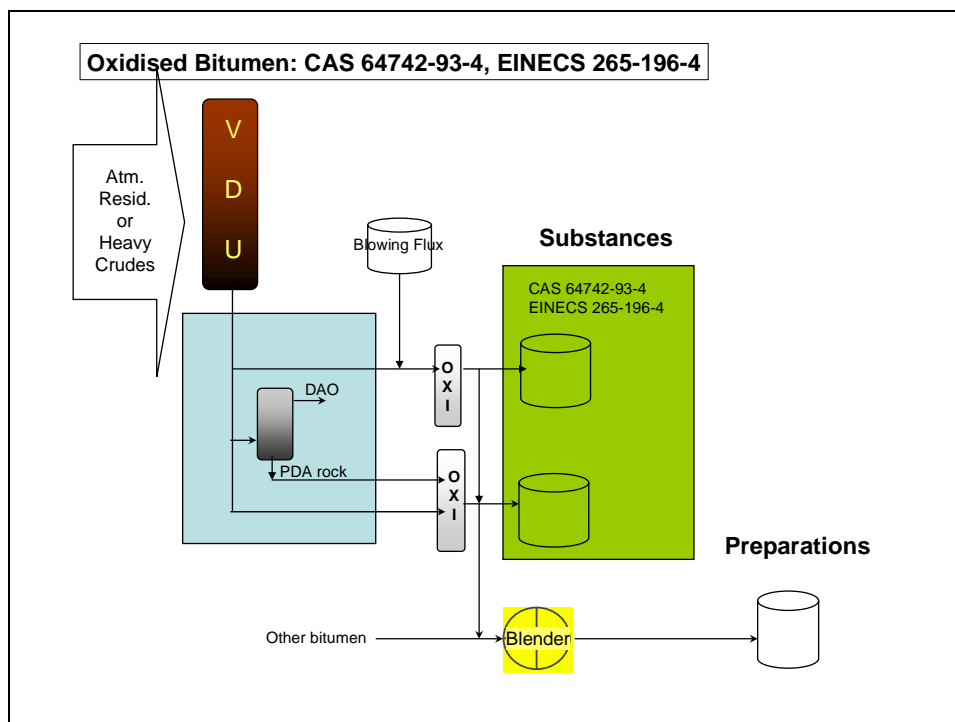 Oxidised Bitumen: CAS 64742-93-4, EINECS 265-196-4
V
D
U
Atm.
Resid.
or
Heavy
Crudes
Blowing Flux
Substances
CAS 64742-93-4
EINECS 265-196-4
O
X
I
DAO
PDA rock
O
X
I
Preparations
Other bitumen
Blender